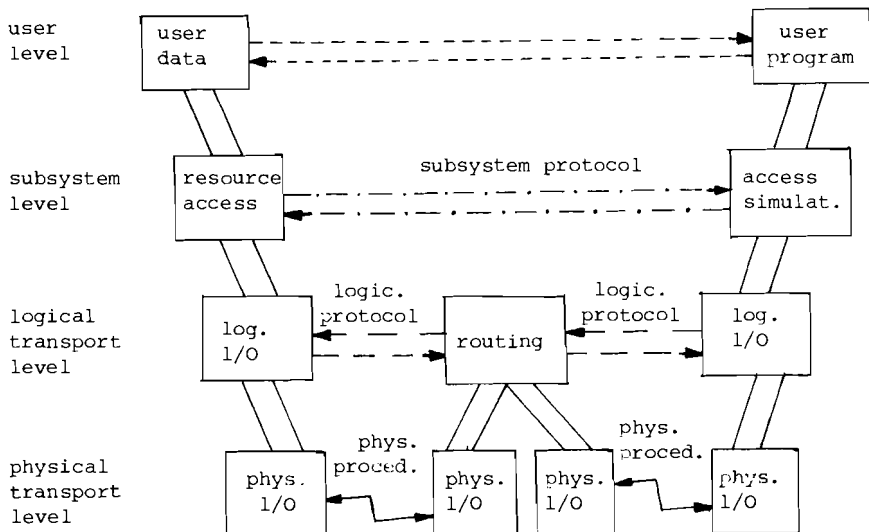 user
level
user
data
user
program
subsystem
level
resource
access
subsystem protocol
access
simulat.
logical
transport
level
log.
l/O
logic.
protocol
routing
logic.
protocol
log.
l/O
physical
transport
level
phys.
l/O
phys.
proced.
phys.
l/O
phys.
l/O
phys.
proced.
phys.
l/O